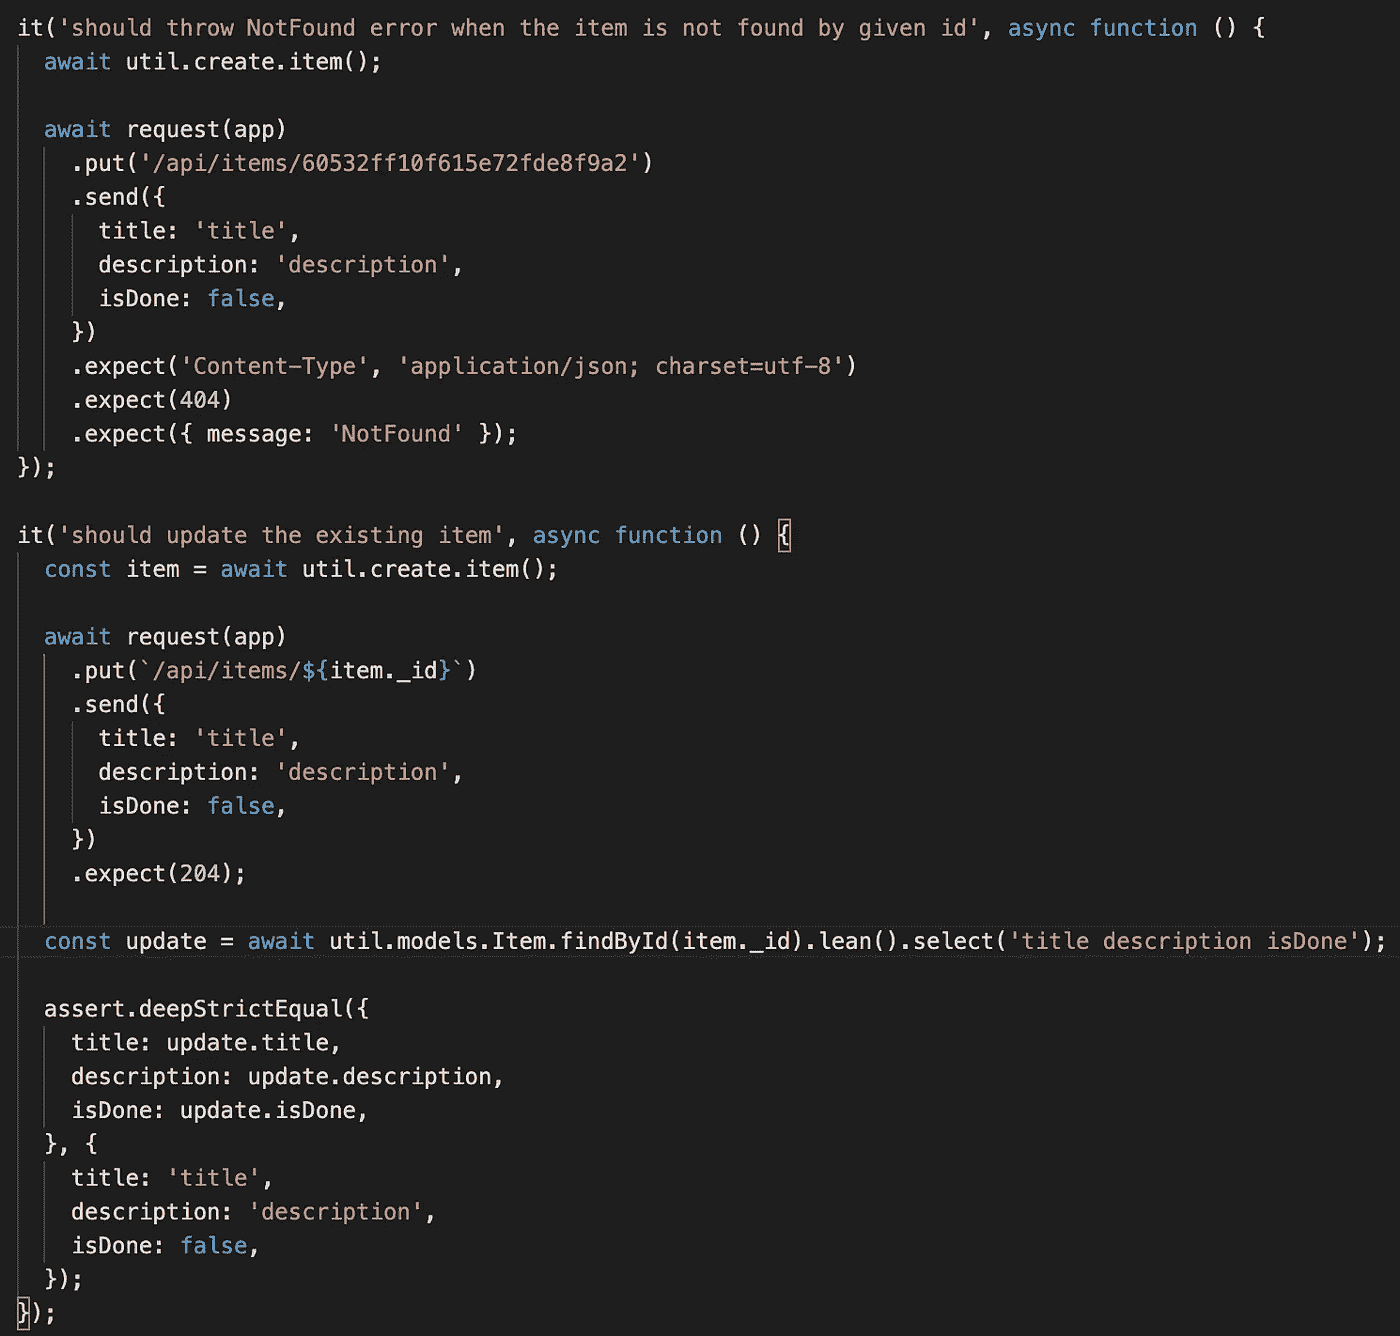 it('should throw NotFound error when the item is not found by given id', async function () {
  await util.create.item();

  await request(app)
    .put('/api/items/60532ff10f615e72fde8f9a2')
    .send({
      title: 'title',
      description: 'description',
      isDone: false,
    })
    .expect('Content-Type', 'application/json; charset=utf-8')
    .expect(404)
    .expect({ message: 'NotFound' });
});

it('should update the existing item', async function () {
  const item = await util.create.item();

  await request(app)
    .put(`/api/items/${item._id}`)
    .send({
      title: 'title',
      description: 'description',
      isDone: false,
    })
    .expect(204);

  const update = await util.models.Item.findById(item._id).lean().select('title description isDone');

  assert.deepStrictEqual({
    title: update.title,
    description: update.description,
    isDone: update.isDone,
  }, {
    title: 'title',
    description: 'description',
    isDone: false,
  });
});